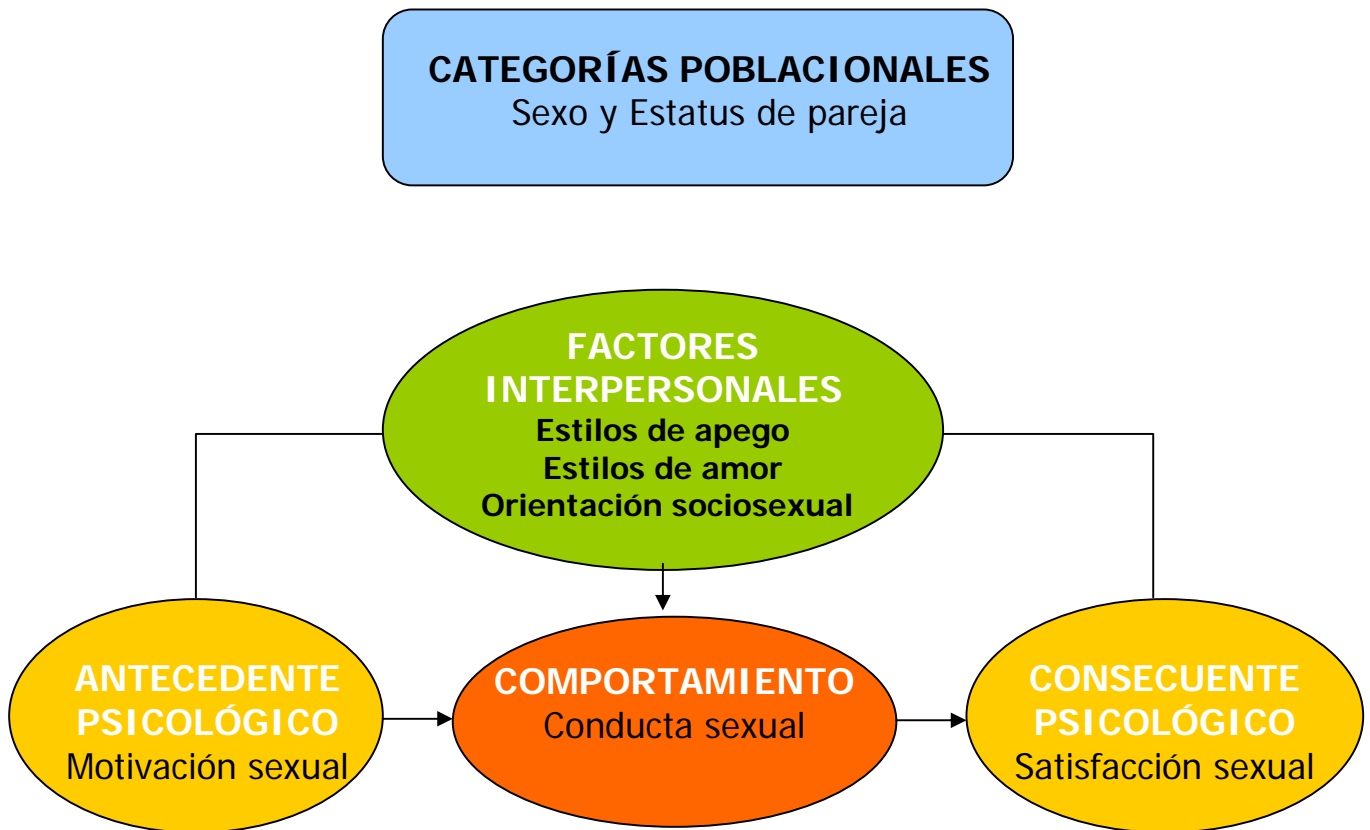 CATEGORÍAS POBLACIONALES
Sexo y Estatus de pareja
FACTORES
INTERPERSONALES
Estilos de apego
Estilos de amor
Orientación sociosexual
ANTECEDENTE
PSICOLÓGICO
Motivación sexual
COMPORTAMIENTO
Conducta sexual
CONSECUENTE
PSICOLÓGICO
Satisfacción sexual